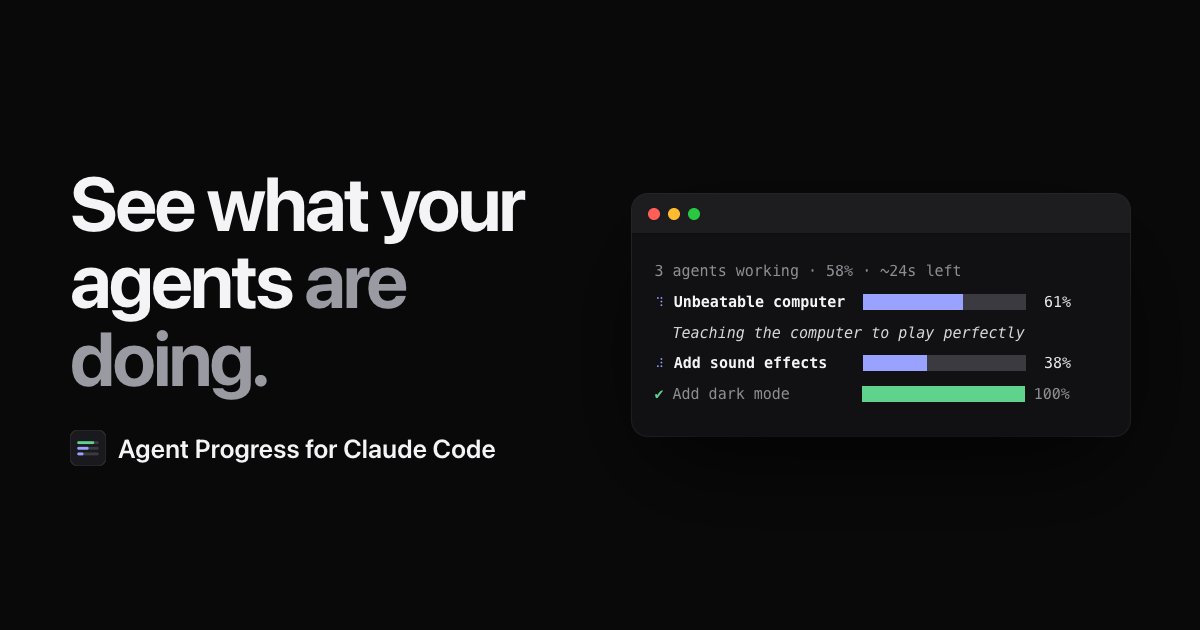 See what your
agents are
doing.
Agent Progress for Claude Code
3 agents working · 58% · ~24s left
Unbeatable computer 61%
Teaching the computer to play perfectly
Add sound effects 38%
✔ Add dark mode 100%